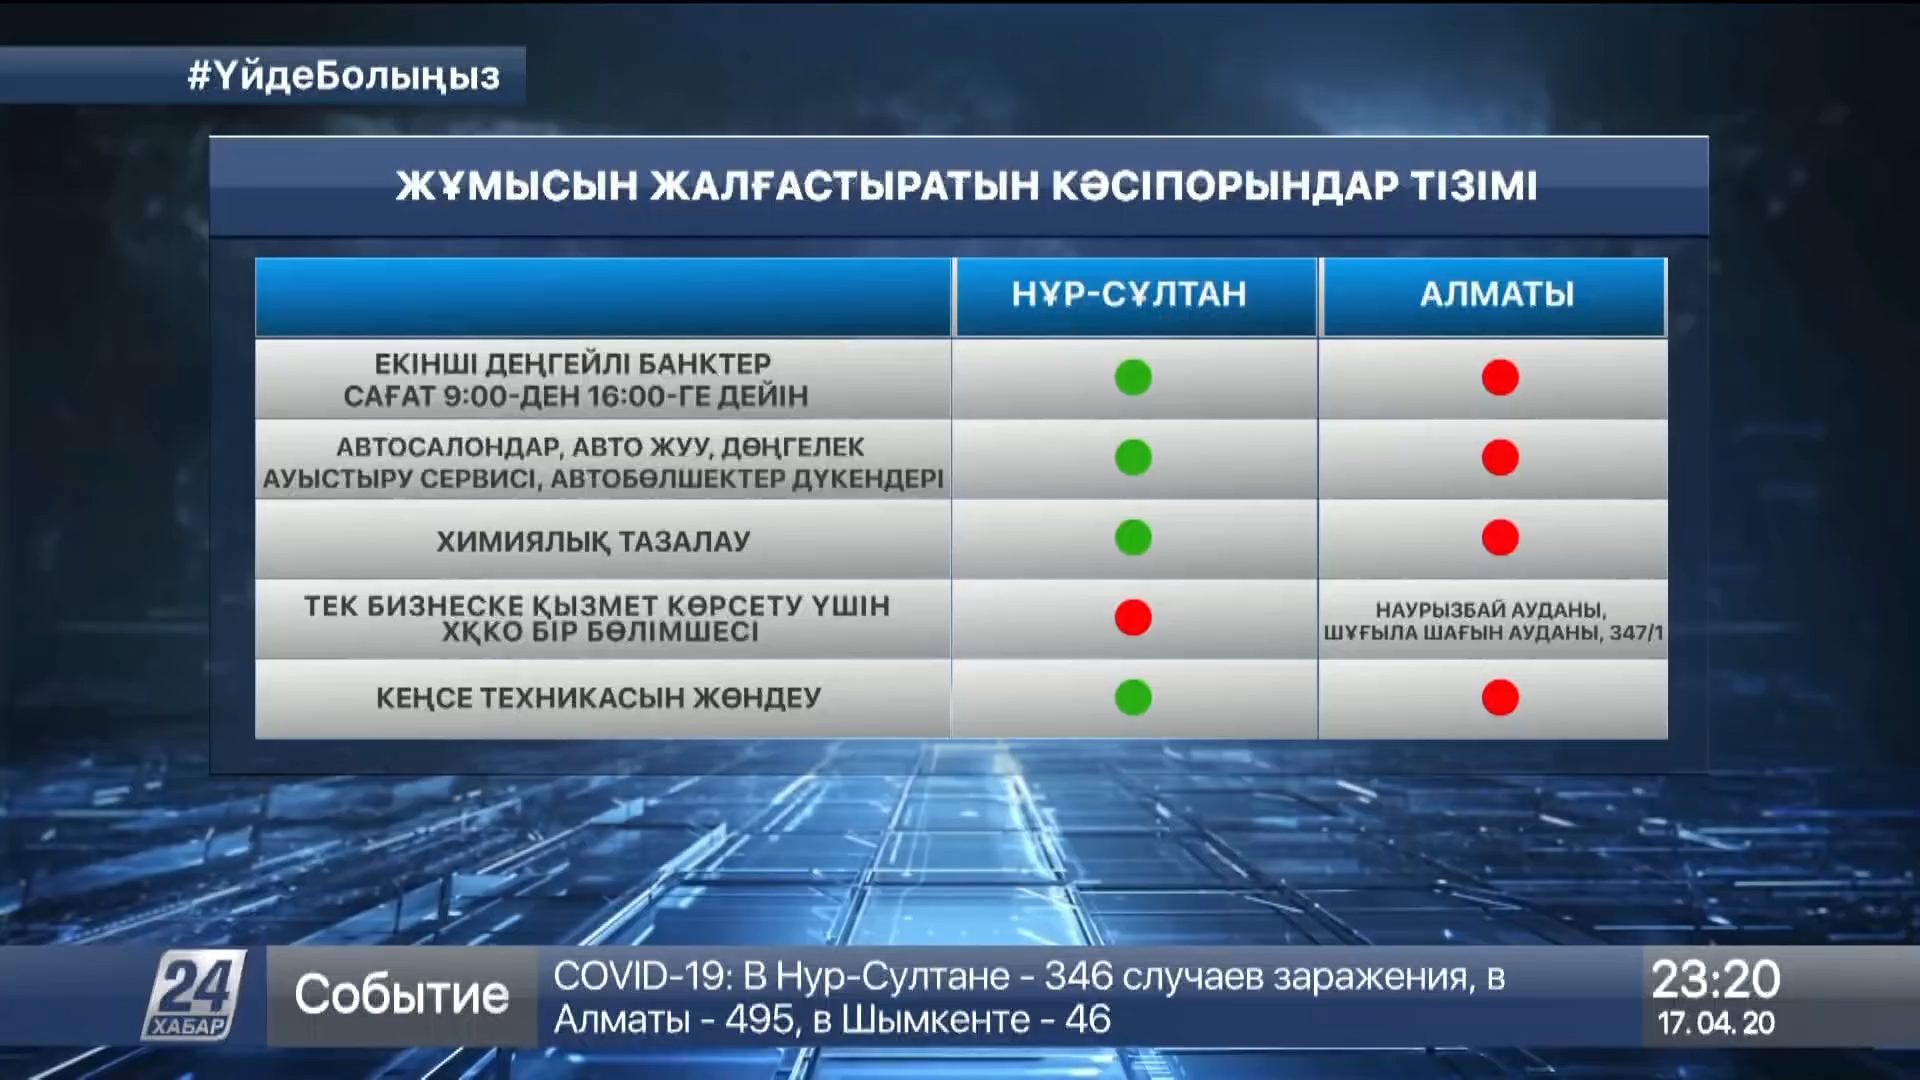 #ҮйдеБолыңыз
ЖҰМЫСЫН ЖАЛҒАСТЫРАТЫН КӘСІПОРЫНДАР ТІЗІМІ
НҰР-СҰЛТАН
АЛМАТЫ
ЕКІНШІ ДЕҢГЕЙЛІ БАНКТЕР
САҒАТ 9:00-ДЕН 16:00-ГЕ ДЕЙІН
АВТОСАЛОНДАР, АВТО ЖУУ, ДӨҢГЕЛЕК
АУЫСТЫРУ СЕРВИСІ, АВТОБӨЛШЕКТЕР ДҮКЕНДЕРІ
ХИМИЯЛЫҚ ТАЗАЛАУ
ТЕК БИЗНЕСКЕ ҚЫЗМЕТ КӨРСЕТУ ҮШІН
ХҚКО БІР БӨЛІМШЕСІ
НАУРЫЗБАЙ АУДАНЫ,
ШҰҒЫЛА ШАҒЫН АУДАНЫ, 347/1
КЕҢСЕ ТЕХНИКАСЫН ЖӨНДЕУ
24
ХАБАР
Событие
COVID-19: В Нур-Султане - 346 случаев заражения, в
Алматы - 495, в Шымкенте - 46
23:20
17. 04. 20